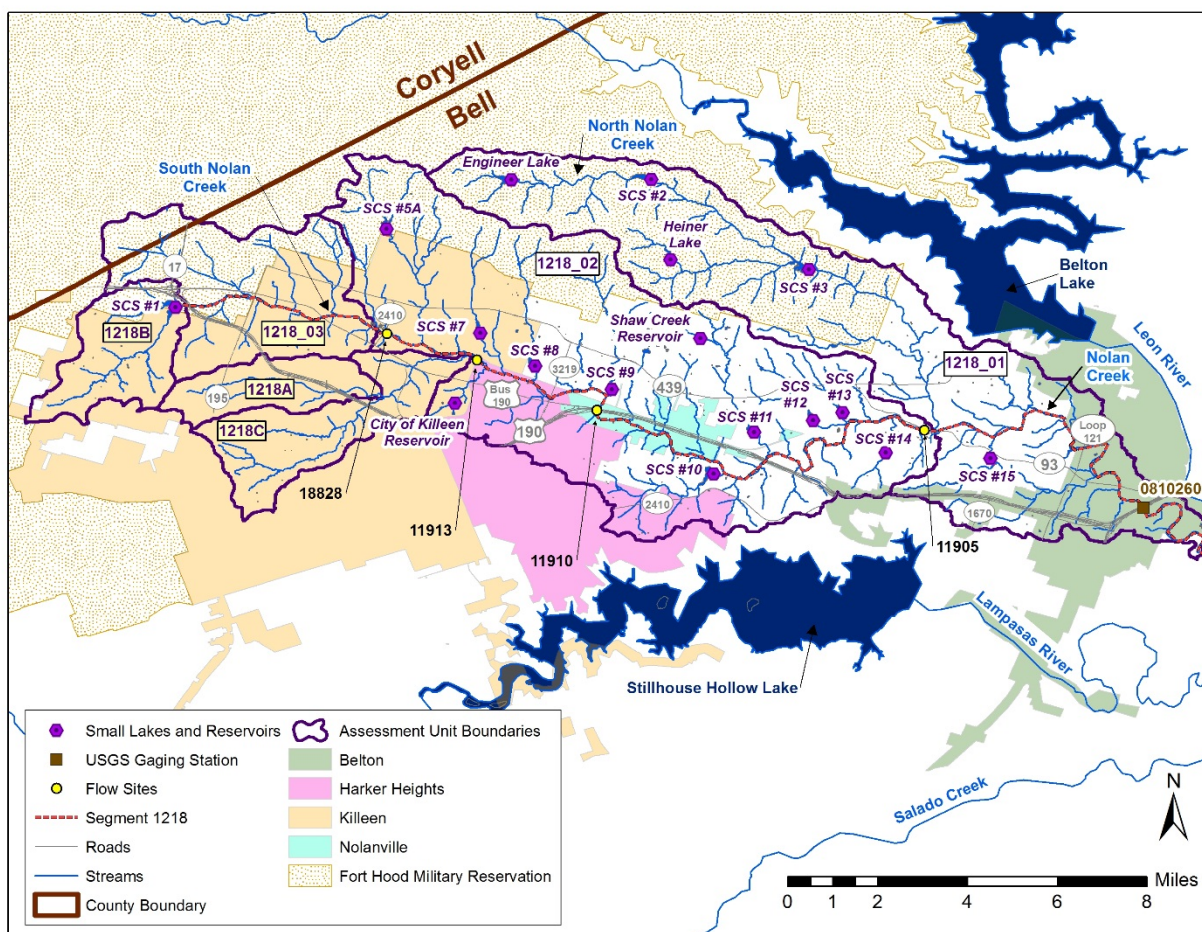 Coryell
Bell
North Nolan
Creek
South Nolan
Creek
Engineer Lake
SCS #2
SCS #5A
Heiner
Lake
SCS #3
1218_02
Belton
Lake
17
SCS #1
1218B
1218_03
2410
SCS #7
Shaw Creek
Reservoir
Leon River
1218_01
Nolan
Creek
SCS #8
3219
SCS #9
439
SCS
#12
SCS
#13
195
1218A
Bus
190
City of Killeen
Reservoir
190
SCS #11
Loop
121
1218C
SCS #14
SCS #15
93
SCS #10
0810260
18828
2410
1670
11913
11910
11905
Lampasas
River
Stillhouse Hollow Lake
Salado Creek
Small Lakes and Reservoirs
USGS Gaging Station
Flow Sites
Segment 1218
Roads
Streams
County Boundary
Assessment Unit Boundaries
Belton
Harker Heights
Killeen
Nolanville
Fort Hood Military Reservation
N
Miles
0 1 2 4 6 8